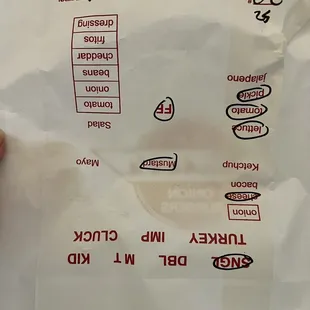 SNGL DBL MT KID
TURKEY IMP CLUCK
onion
cheese
bacon
Ketchup Mustard Mayo
lettuce Salad
tomato FF tomato
pickle onion
jalapeno beans
cheddar
fritos
dressing